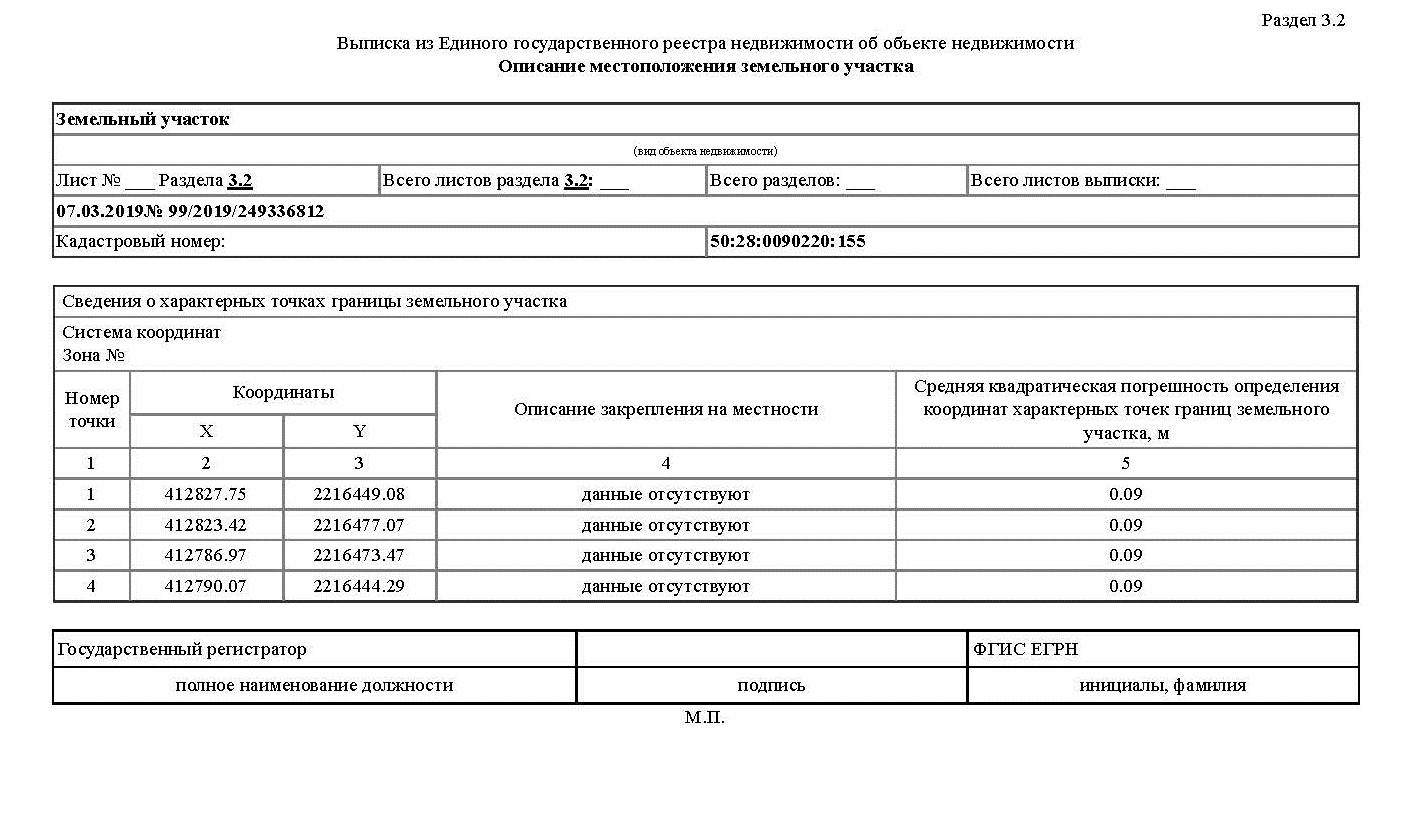 Раздел 3.2
Выписка из Единого государственного реестра недвижимости об объекте недвижимости
Описание местоположения земельного участка
Земельный участок
(вид объекта недвижимости)
Лист № ___ Раздела 3.2 Всего листов раздела 3.2: ___ Всего разделов: ___ Всего листов выписки: ___
07.03.2019№ 99/2019/249336812
Кадастровый номер: 50:28:0090220:155
Сведения о характерных точках границы земельного участка
Система координат
Зона №
Номер точки
Координаты
X Y
Описание закрепления на местности
Средняя квадратическая погрешность определения
координат характерных точек границ земельного
участка, м
1 2 3 4 5
1 412827.75 2216449.08 данные отсутствуют 0.09
2 412823.42 2216477.07 данные отсутствуют 0.09
3 412786.97 2216473.47 данные отсутствуют 0.09
4 412790.07 2216444.29 данные отсутствуют 0.09
Государственный регистратор ФГИС ЕГРН
полное наименование должности подпись инициалы, фамилия
М.П.